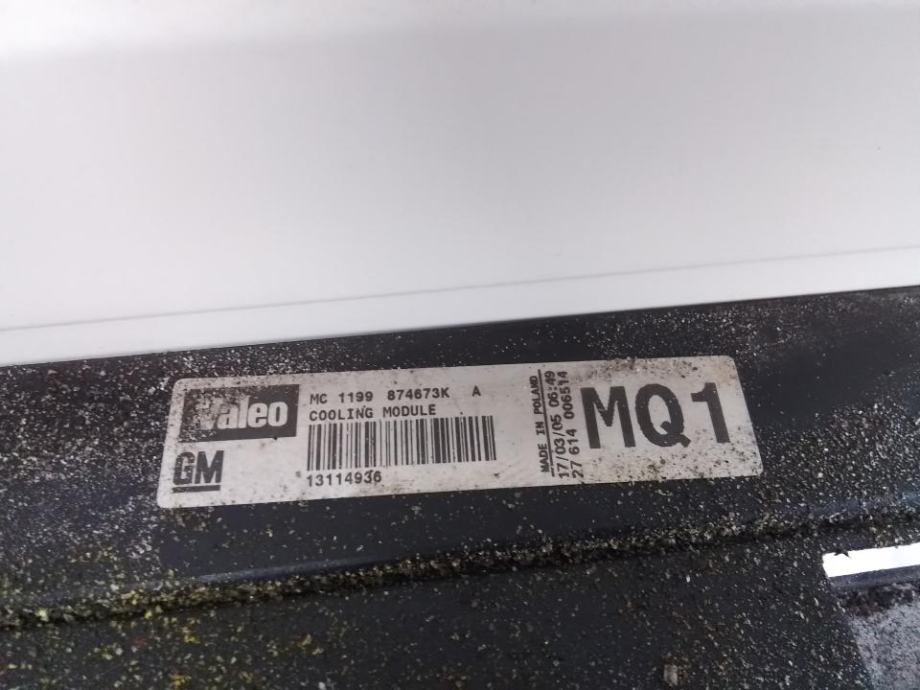 Valeo
MC 1199 874673K A
COOLING MODULE
GM
13114936
MADE IN POLAND
17/03/05 06:49
27 614 006514
MQ1